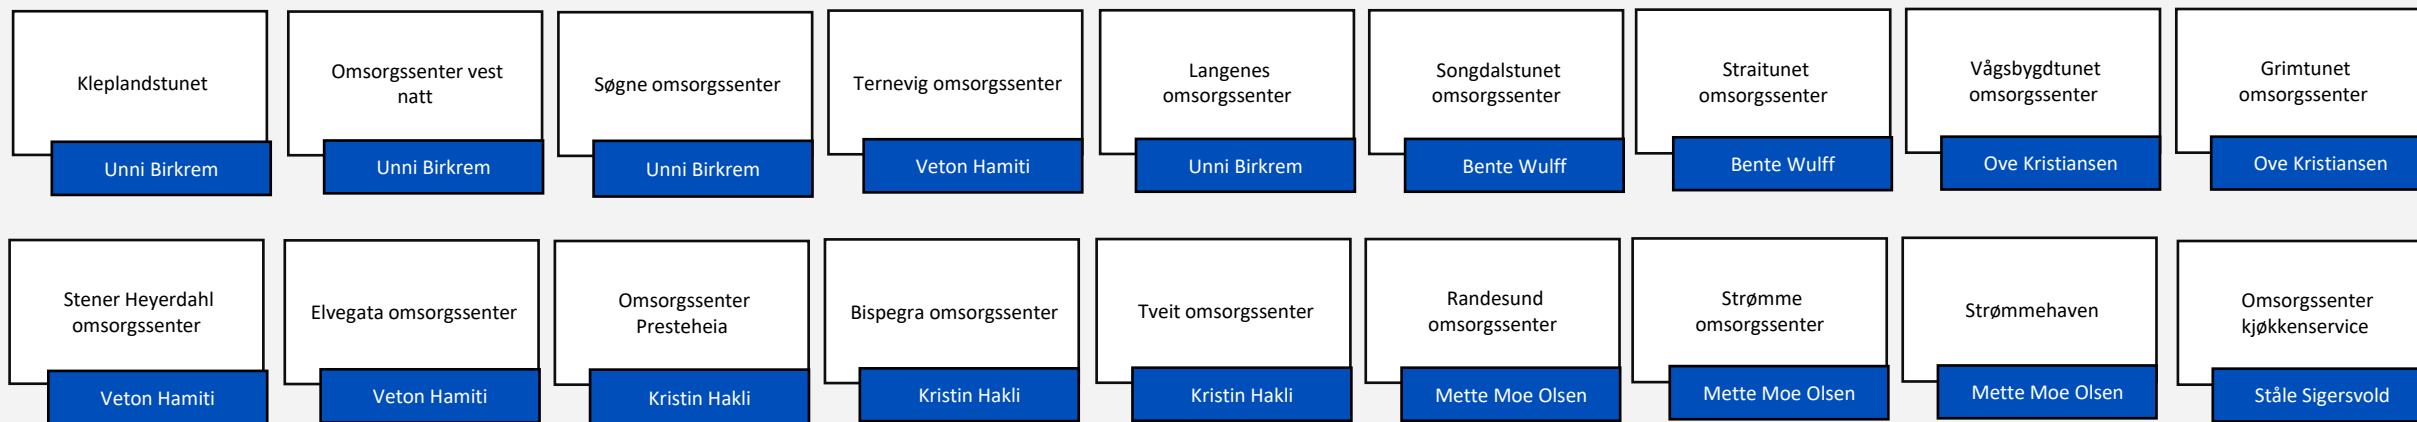 Kleplandstunet
Unni Birkrem
Omsorgssenter vest
natt
Unni Birkrem
Søgne omsorgssenter
Unni Birkrem
Ternevig omsorgssenter
Veton Hamiti
Langenes
omsorgssenter
Unni Birkrem
Songdalstunet
omsorgssenter
Bente Wulff
Straitunet
omsorgssenter
Bente Wulff
Vågsbygdtunet
omsorgssenter
Ove Kristiansen
Grimtunet
omsorgssenter
Ove Kristiansen
Stener Heyerdahl
omsorgssenter
Veton Hamiti
Elvegata omsorgssenter
Veton Hamiti
Omsorgssenter
Presteheia
Kristin Hakli
Bispegra omsorgssenter
Kristin Hakli
Tveit omsorgssenter
Kristin Hakli
Randesund
omsorgssenter
Mette Moe Olsen
Strømme
omsorgssenter
Mette Moe Olsen
Strømmehaven
Mette Moe Olsen
Omsorgssenter
kjøkkenservice
Ståle Sigersvold